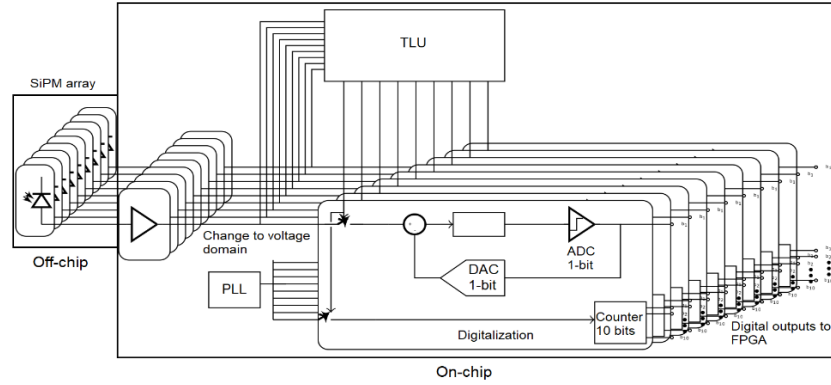 TLU
SiPM array
Off-chip
Change to voltage
domain
PLL
DAC
1-bit
ADC
1-bit
Digitalization
Counter
10 bits
Digital outputs to
FPGA
On-chip